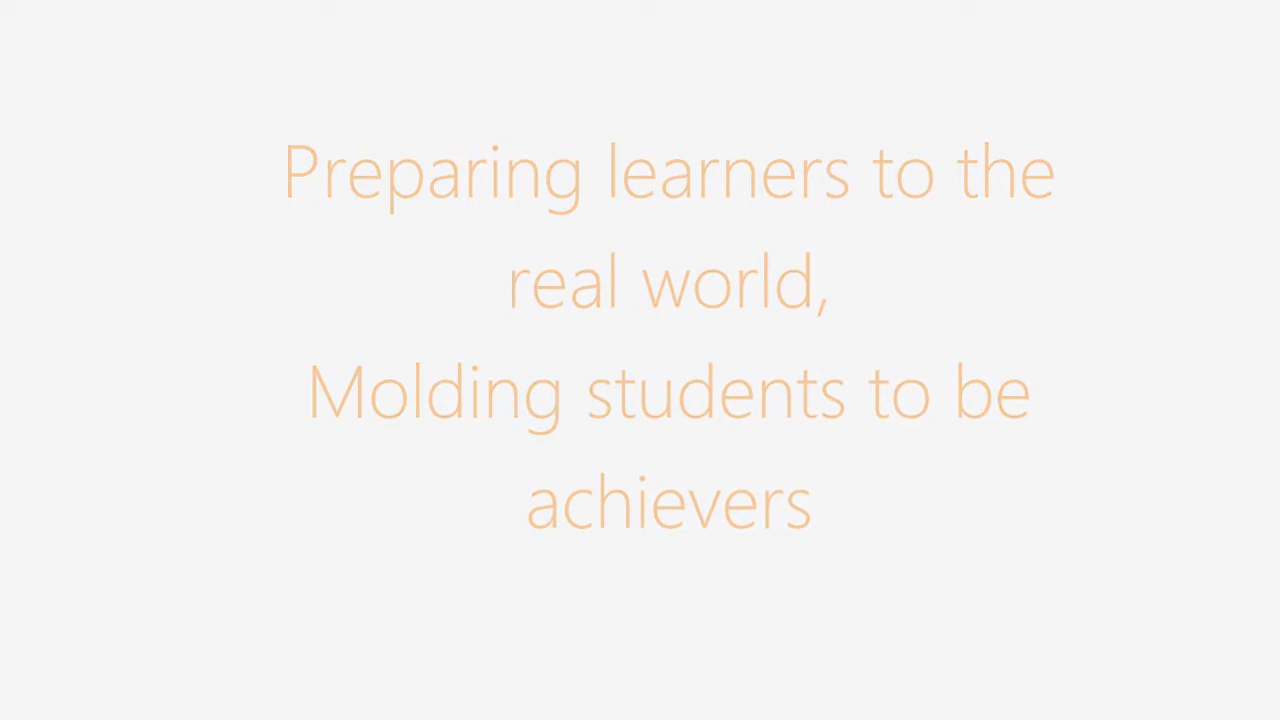 Preparing learners to the
real world,
Molding students to be
achievers